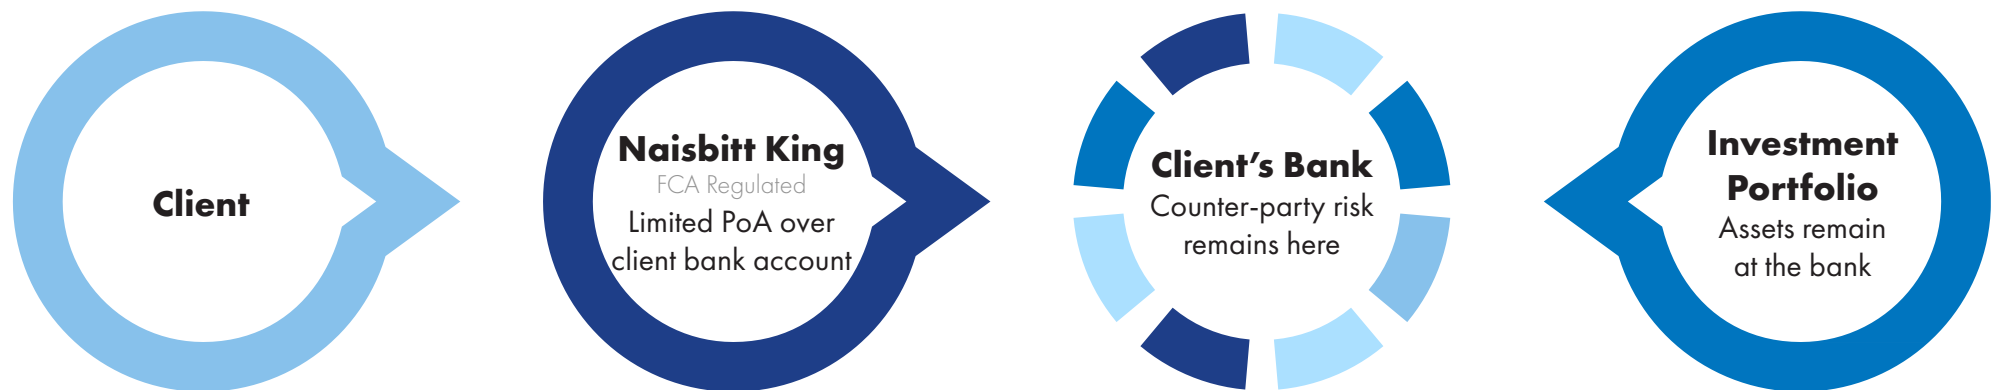 Client
Naisbitt King
FCA Regulated
Limited PoA over
client bank account
Client’s Bank
Counter-party risk
remains here
Investment
Portfolio
Assets remain
at the bank